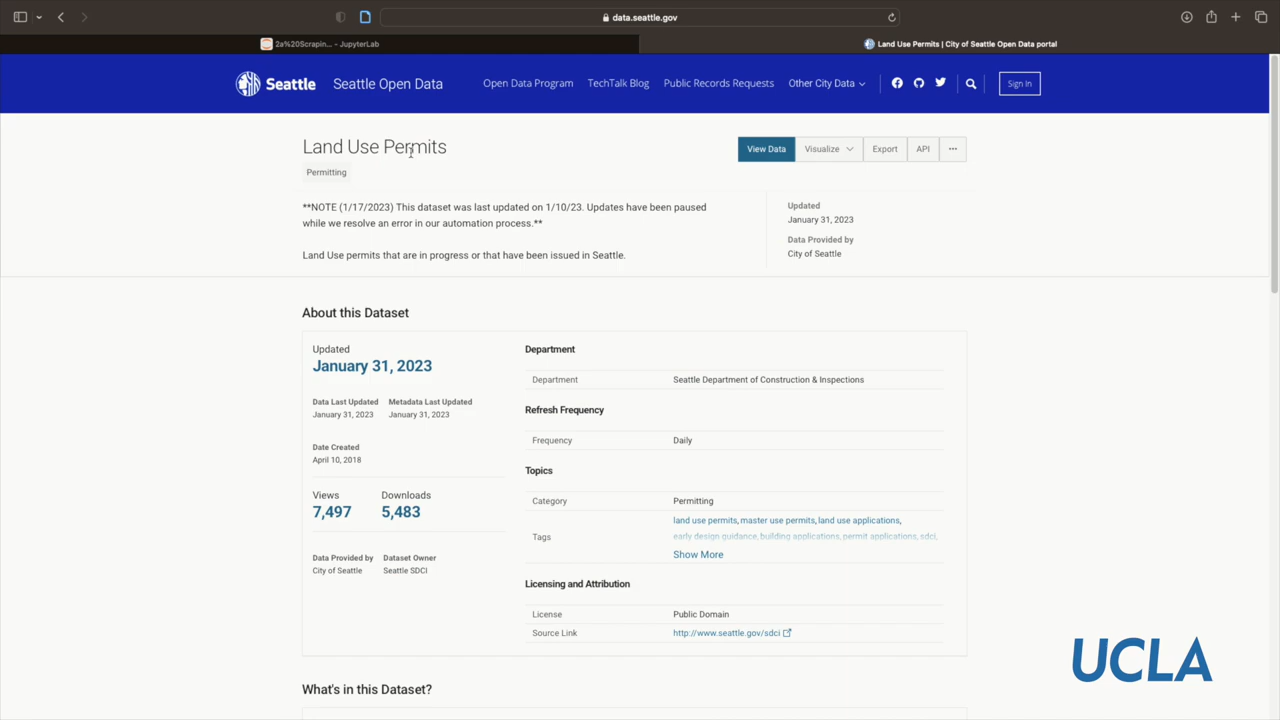 data.seattle.gov
2a%20Scrapin... - JupyterLab
Land Use Permits | City of Seattle Open Data portal
Seattle
Seattle Open Data
Open Data Program
TechTalk Blog
Public Records Requests
Other City Data
Sign In
Land Use Permits
View Data
Visualize
Export
API
Permitting
**NOTE (1/17/2023) This dataset was last updated on 1/10/23. Updates have been paused
while we resolve an error in our automation process.**
Land Use permits that are in progress or that have been issued in Seattle.
Updated
January 31, 2023
Data Provided by
City of Seattle
About this Dataset
Updated
January 31, 2023
Data Last Updated
January 31, 2023
Metadata Last Updated
January 31, 2023
Date Created
April 10, 2018
Views
7,497
Downloads
5,483
Data Provided by
City of Seattle
Dataset Owner
Seattle SDCI
Department
Department
Seattle Department of Construction & Inspections
Refresh Frequency
Frequency
Daily
Topics
Category
Permitting
Tags
land use permits, master use permits, land use applications,
early design guidance, building applications, permit applications, sdci,
Show More
Licensing and Attribution
License
Public Domain
Source Link
http://www.seattle.gov/sdci
What's in this Dataset?
UCLA